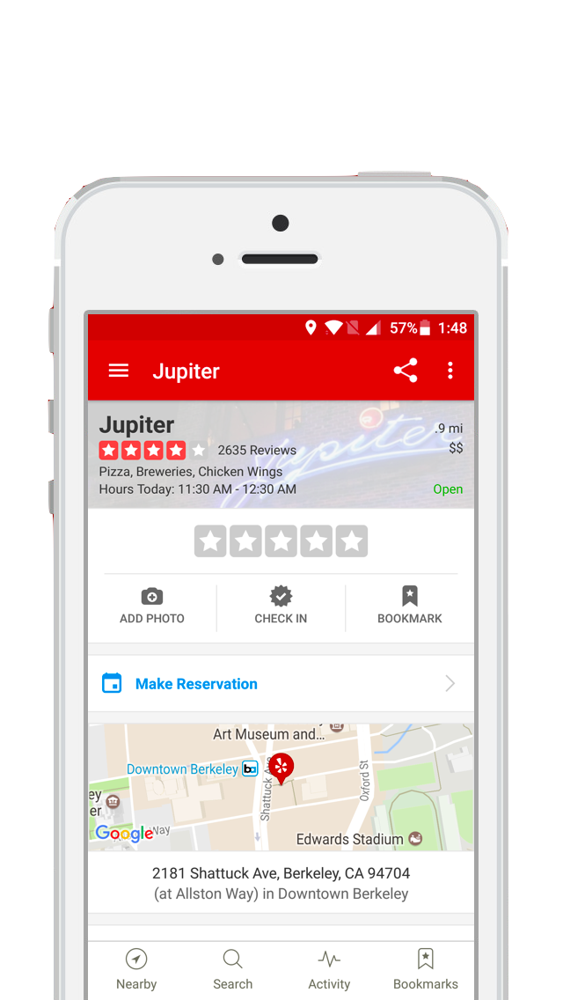 57% 1:48
Jupiter
Jupiter
.9 mi
2635 Reviews
$$
Pizza, Breweries, Chicken Wings
Hours Today: 11:30 AM - 12:30 AM
Open
jupiter
ADD PHOTO
CHECK IN
BOOKMARK
Make Reservation
Art Museum and...
Downtown Berkeley
Shattuck Ave
Oxford St
ey
er
Google
Way
Edwards Stadium
2181 Shattuck Ave, Berkeley, CA 94704
(at Allston Way) in Downtown Berkeley
Nearby
Search
Activity
Bookmarks